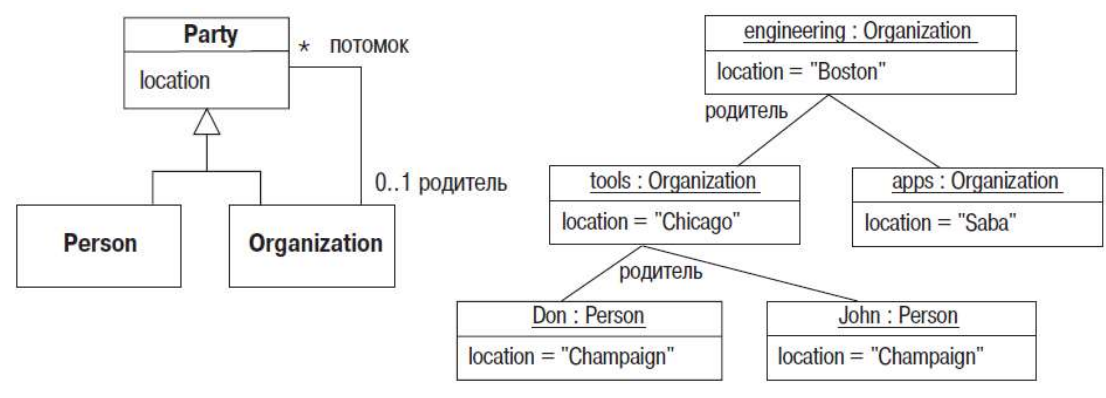 Party
location
* потомок
0..1 родитель
Person
Organization
engineering : Organization
location = "Boston"
родитель
tools : Organization
location = "Chicago"
apps : Organization
location = "Saba"
родитель
Don : Person
location = "Champaign"
John : Person
location = "Champaign"